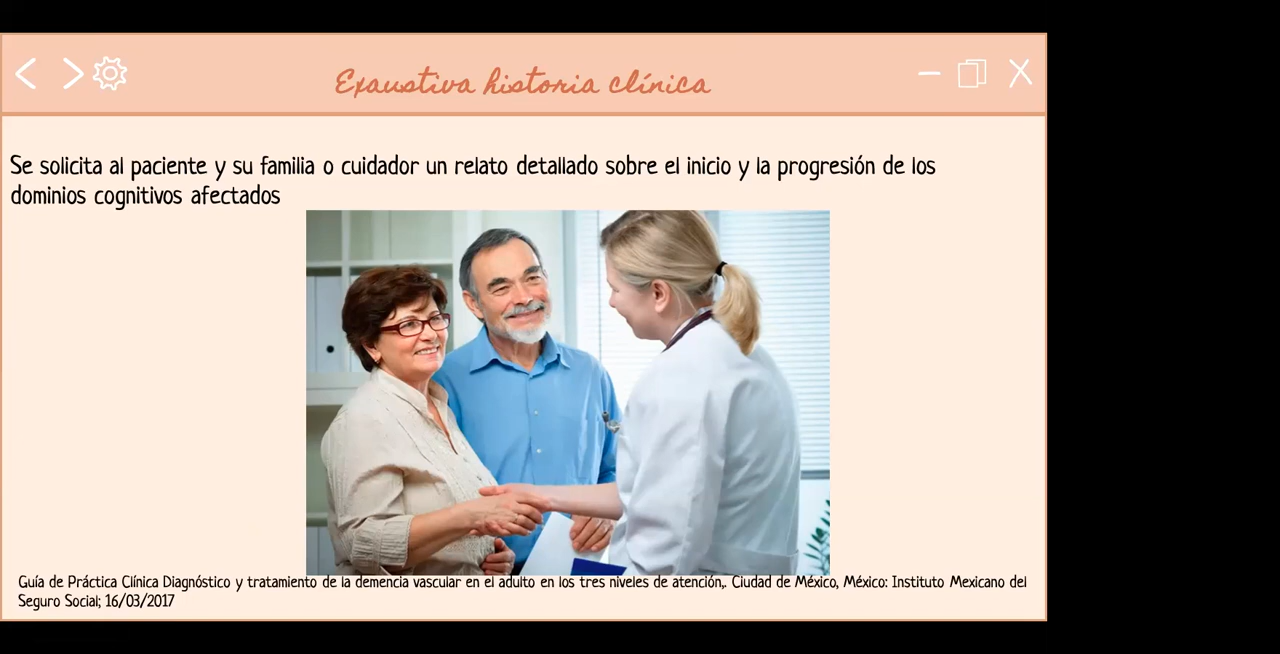 Exaustiva historia clínica
Se solicita al paciente y su familia o cuidador un relato detallado sobre el inicio y la progresión de los
dominios cognitivos afectados
Guía de Práctica Clínica Diagnóstico y tratamiento de la demencia vascular en el adulto en los tres niveles de atención,. Ciudad de México, México: Instituto Mexicano del
Seguro Social; 16/03/2017